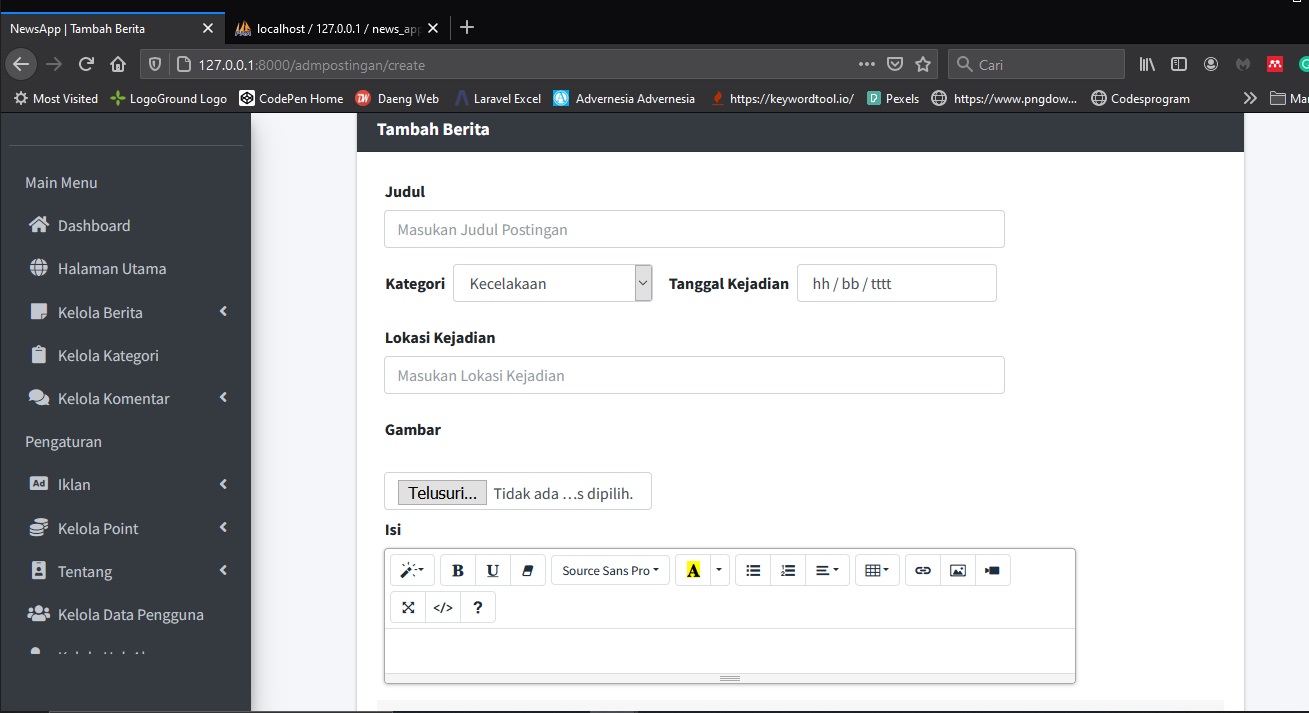 NewsApp | Tambah Berita
localhost / 127.0.0.1 / news_app
127.0.0.1:8000/admpostingan/create
Cari
Most Visited LogoGround Logo CodePen Home Daeng Web Laravel Excel Advernesia Advernesia https://keywordtool.io/ Pexels https://www.pngdow... Codesprogram
Main Menu
Dashboard
Halaman Utama
Kelola Berita
Kelola Kategori
Kelola Komentar
Pengaturan
Ad Iklan
Kelola Point
Tentang
Kelola Data Pengguna
Tambah Berita
Judul
Masukan Judul Postingan
Kategori Kecelakaan Tanggal Kejadian hh / bb / tttt
Lokasi Kejadian
Masukan Lokasi Kejadian
Gambar
Telusuri... Tidak ada …s dipilih.
Isi
B U Source Sans Pro A
</> ?